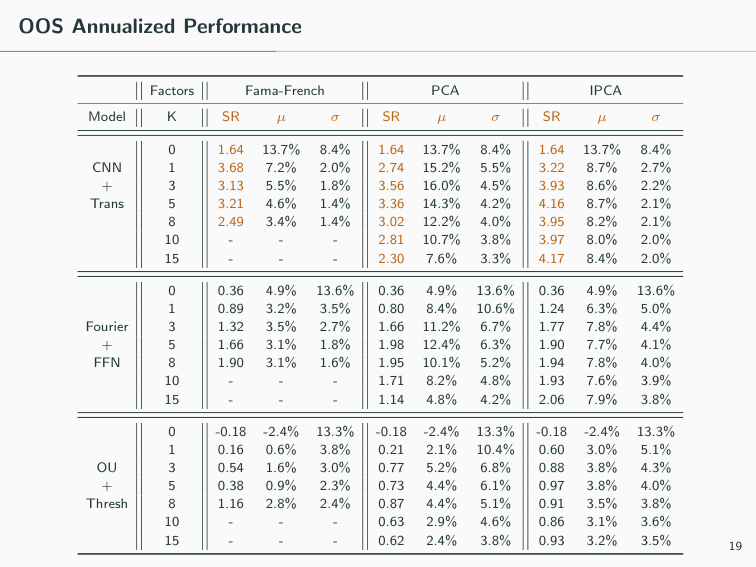 OOS Annualized Performance
Factors Fama-French PCA IPCA
Model K SR μ σ SR μ σ SR μ σ
0 1.64 13.7% 8.4% 1.64 13.7% 8.4% 1.64 13.7% 8.4%
CNN 1 3.68 7.2% 2.0% 2.74 15.2% 5.5% 3.22 8.7% 2.7%
+ 3 3.13 5.5% 1.8% 3.56 16.0% 4.5% 3.93 8.6% 2.2%
Trans 5 3.21 4.6% 1.4% 3.36 14.3% 4.2% 4.16 8.7% 2.1%
8 2.49 3.4% 1.4% 3.02 12.2% 4.0% 3.95 8.2% 2.1%
10 - - - 2.81 10.7% 3.8% 3.97 8.0% 2.0%
15 - - - 2.30 7.6% 3.3% 4.17 8.4% 2.0%
0 0.36 4.9% 13.6% 0.36 4.9% 13.6% 0.36 4.9% 13.6%
1 0.89 3.2% 3.5% 0.80 8.4% 10.6% 1.24 6.3% 5.0%
Fourier 3 1.32 3.5% 2.7% 1.66 11.2% 6.7% 1.77 7.8% 4.4%
+ 5 1.66 3.1% 1.8% 1.98 12.4% 6.3% 1.90 7.7% 4.1%
FFN 8 1.90 3.1% 1.6% 1.95 10.1% 5.2% 1.94 7.8% 4.0%
10 - - - 1.71 8.2% 4.8% 1.93 7.6% 3.9%
15 - - - 1.14 4.8% 4.2% 2.06 7.9% 3.8%
0 -0.18 -2.4% 13.3% -0.18 -2.4% 13.3% -0.18 -2.4% 13.3%
1 0.16 0.6% 3.8% 0.21 2.1% 10.4% 0.60 3.0% 5.1%
OU 3 0.54 1.6% 3.0% 0.77 5.2% 6.8% 0.88 3.8% 4.3%
+ 5 0.38 0.9% 2.3% 0.73 4.4% 6.1% 0.97 3.8% 4.0%
Thresh 8 1.16 2.8% 2.4% 0.87 4.4% 5.1% 0.91 3.5% 3.8%
10 - - - 0.63 2.9% 4.6% 0.86 3.1% 3.6%
15 - - - 0.62 2.4% 3.8% 0.93 3.2% 3.5%
19